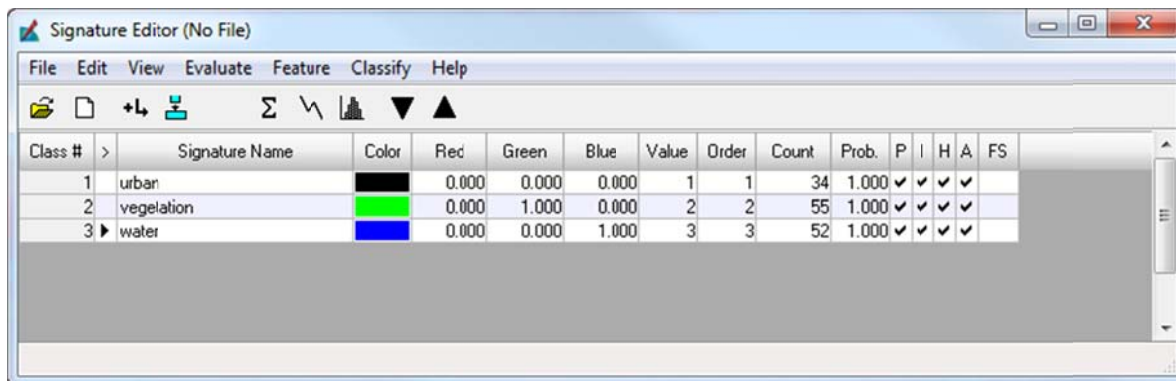 Signature Editor (No File)
File Edit View Evaluate Feature Classify Help
Σ
Class # > Signature Name Color Red Green Blue Value Order Count Prob. P I H A FS
1 urban 0.000 0.000 0.000 1 1 34 1.000 ✔ ✔ ✔ ✔
2 vegelation 0.000 1.000 0.000 2 2 55 1.000 ✔ ✔ ✔ ✔
3 water 0.000 0.000 1.000 3 3 52 1.000 ✔ ✔ ✔ ✔